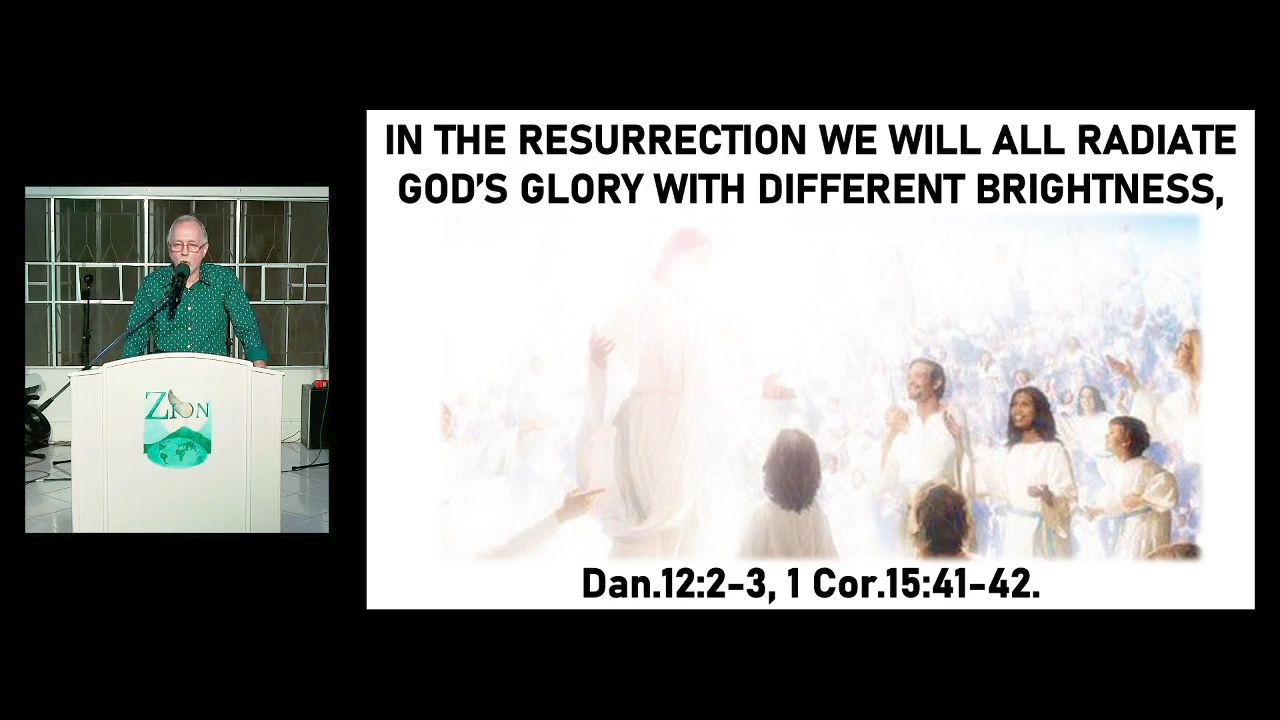 IN THE RESURRECTION WE WILL ALL RADIATE
GOD'S GLORY WITH DIFFERENT BRIGHTNESS,
ZION
Dan.12:2-3, 1 Cor.15:41-42.